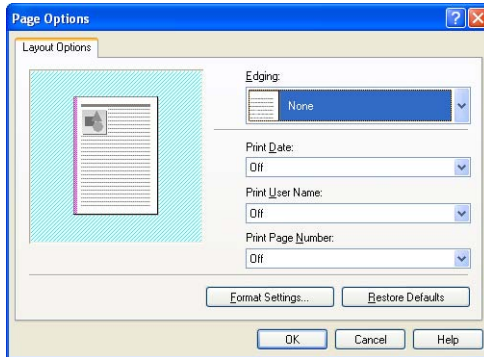 Page Options
Layout Options
Edging:
None
Print Date:
Off
Print User Name:
Off
Print Page Number:
Off
Format Settings...
Restore Defaults
OK
Cancel
Help